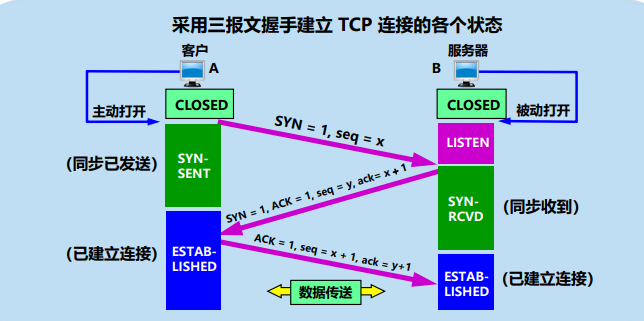 采用三报文握手建立 TCP 连接的各个状态
客户
服务器
A
B
CLOSED
CLOSED
主动打开
被动打开
SYN = 1, seq = x
LISTEN
(同步已发送)
SYN-
SENT
SYN = 1, ACK = 1, seq = y, ack= x + 1
SYN-
RCVD
(同步收到)
ACK = 1, seq = x + 1, ack = y+1
(已建立连接)
ESTAB-
LISHED
ESTAB-
LISHED
(已建立连接)
数据传送